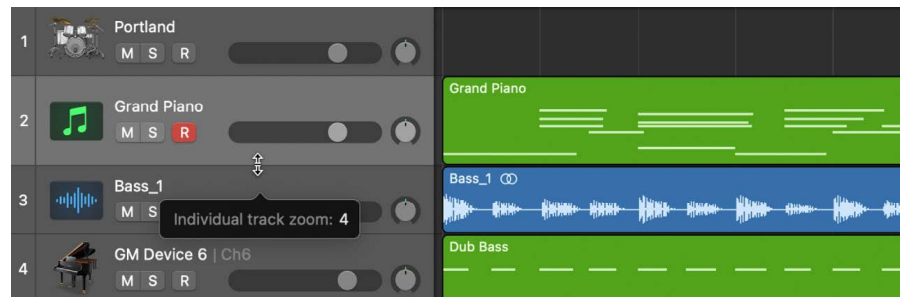 1
Portland
M S R
2
Grand Piano
M S R
Grand Piano
3
Bass_1
M S
Individual track zoom: 4
Bass_1
4
GM Device 6 | Ch6
M S R
Dub Bass